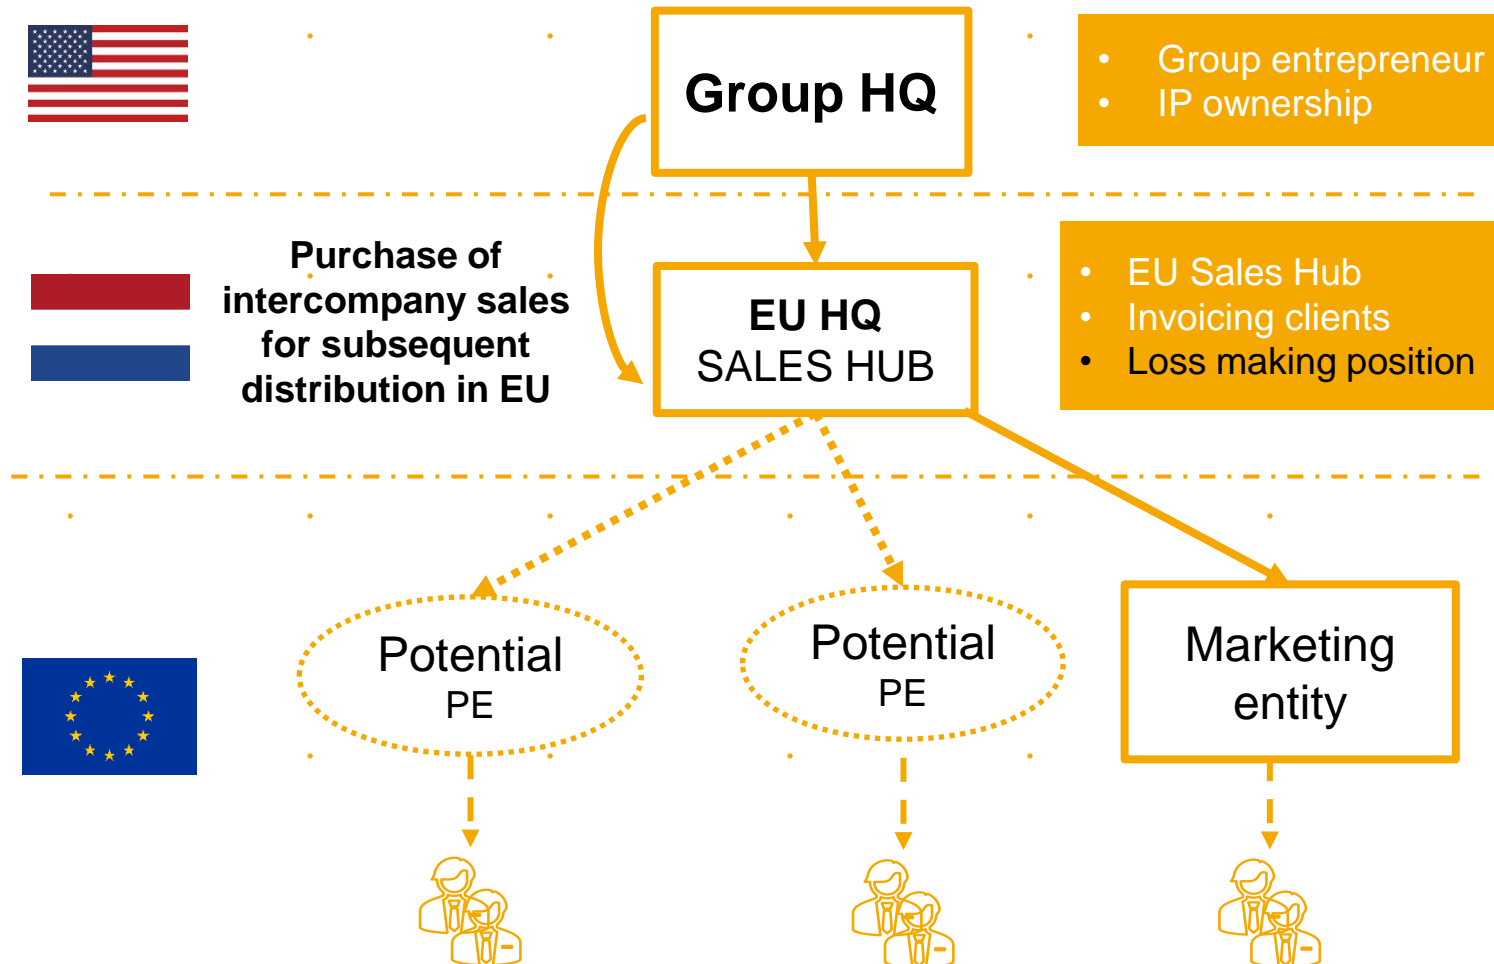 Group HQ
• Group entrepreneur
• IP ownership
Purchase of
intercompany sales
for subsequent
distribution in EU
EU HQ
SALES HUB
• EU Sales Hub
• Invoicing clients
• Loss making position
Potential
PE
Potential
PE
Marketing
entity